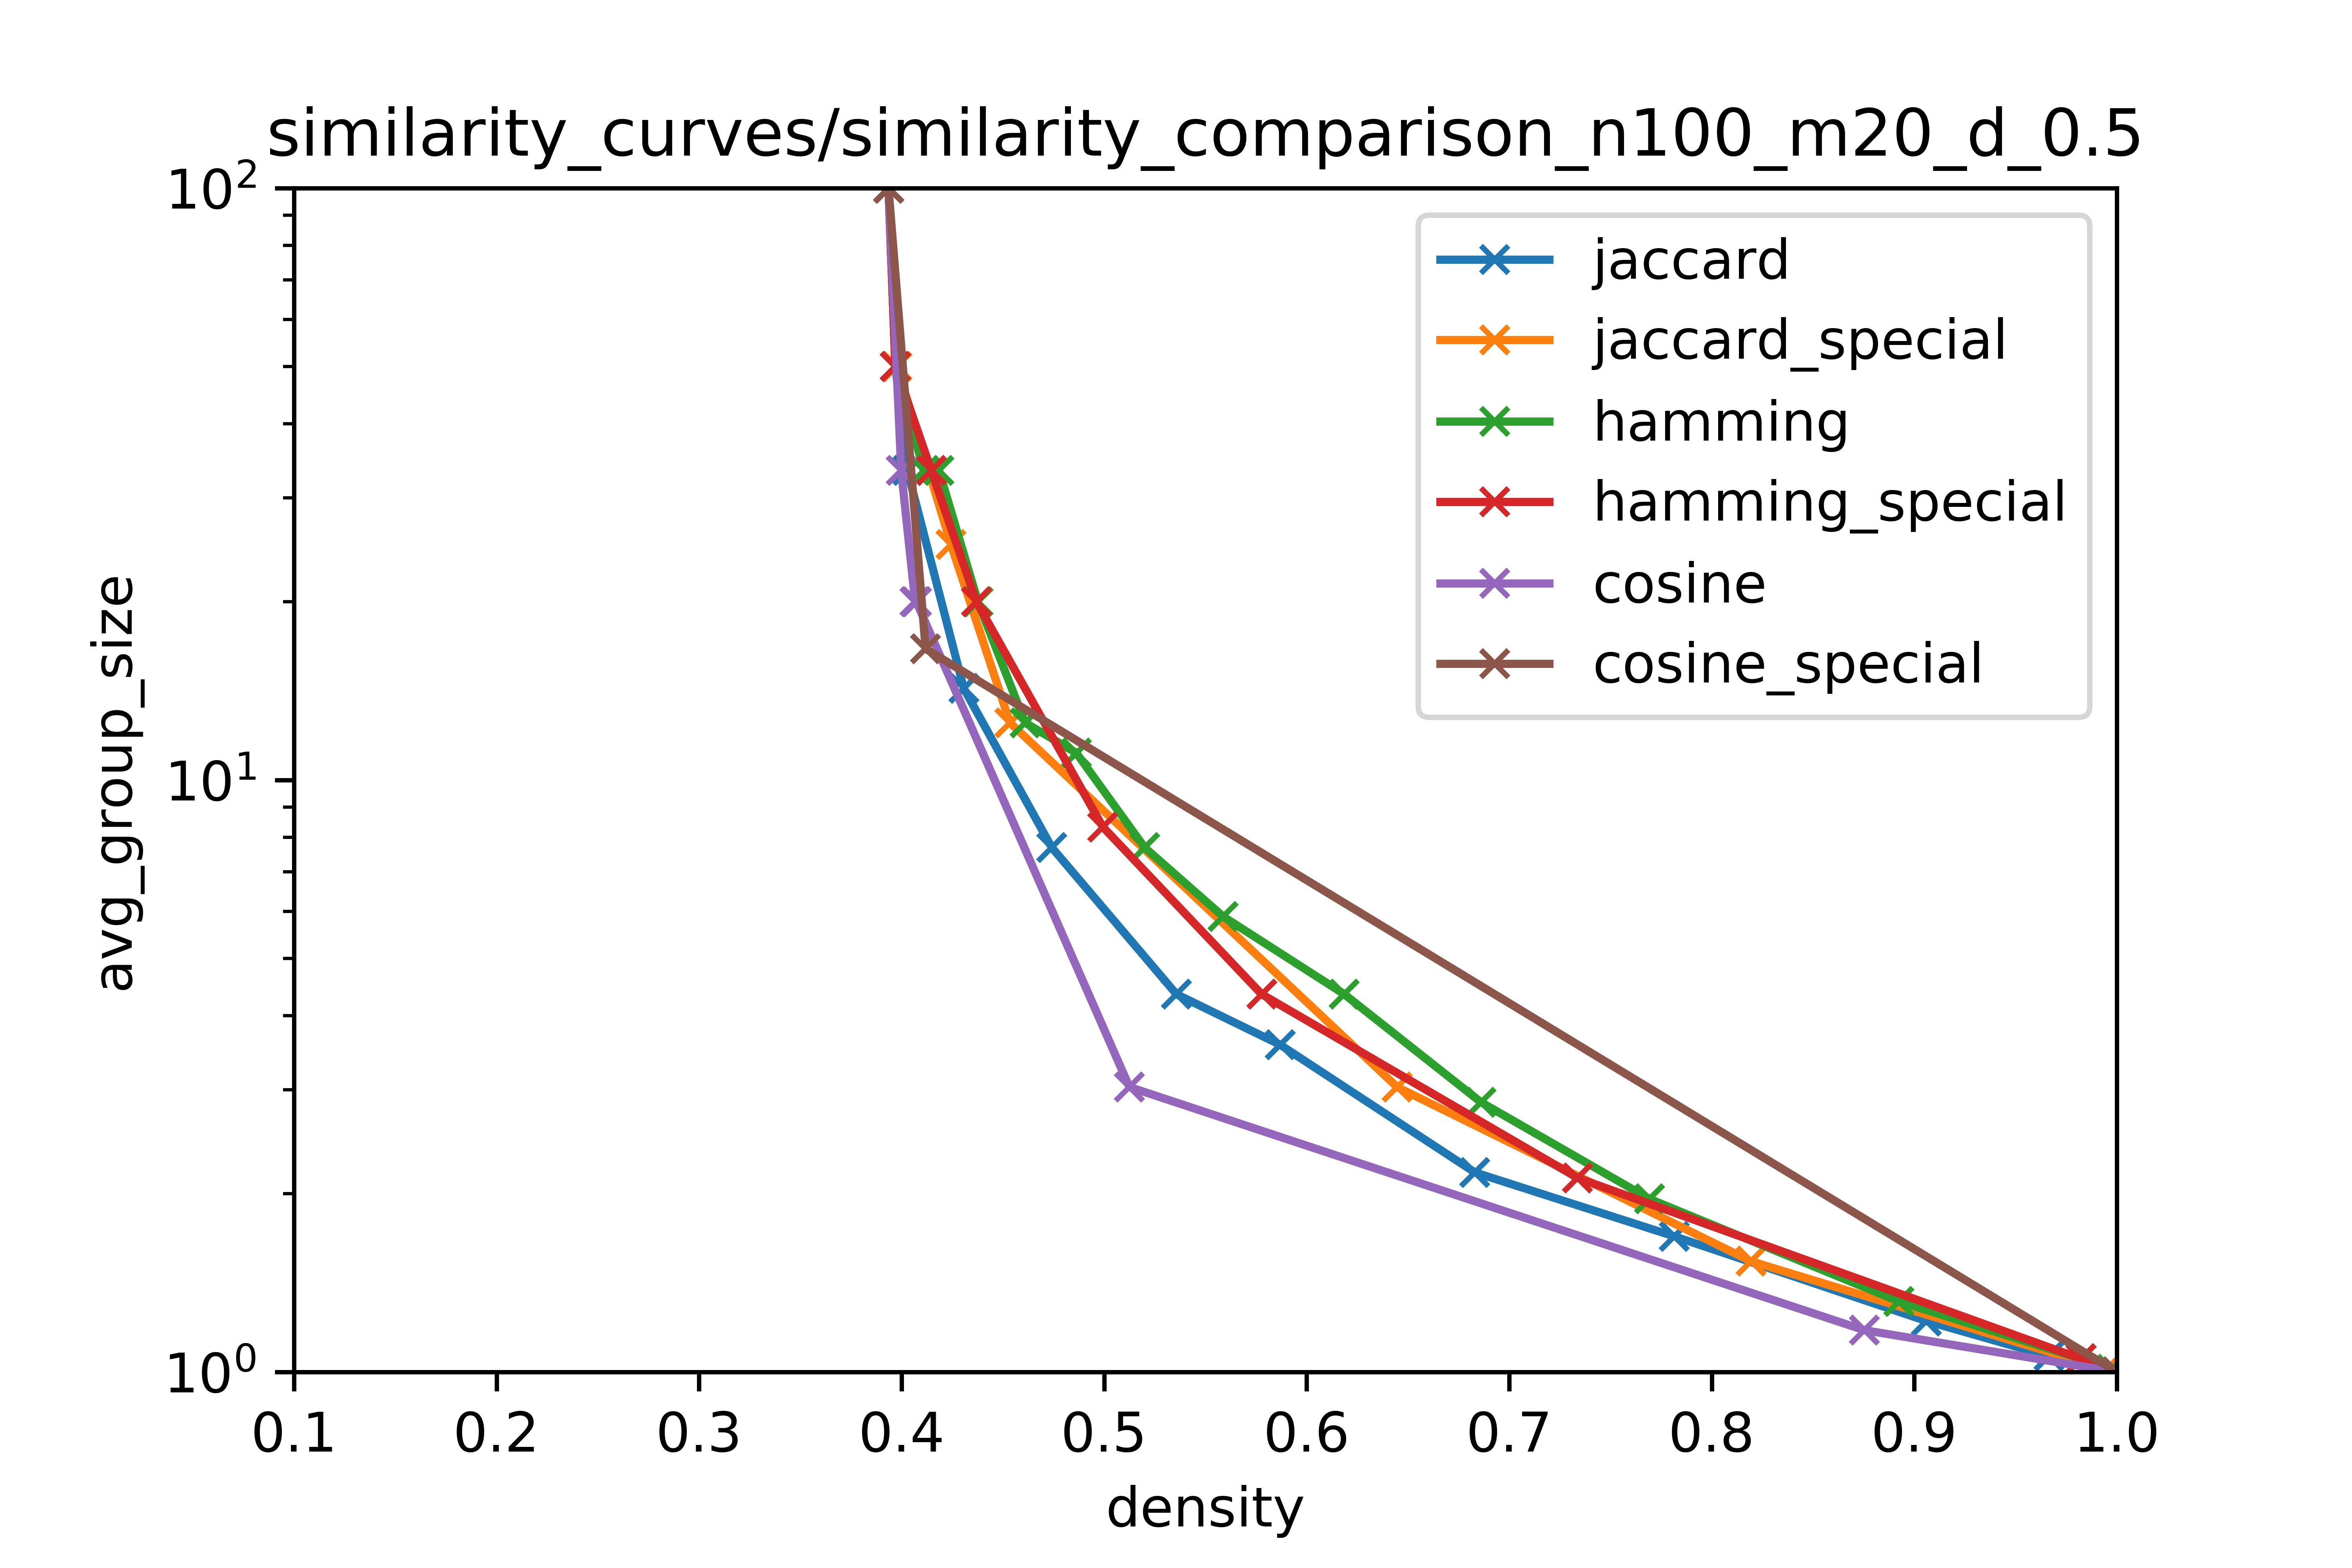 similarity_curves/similarity_comparison_n100_m20_d_0.5
10²
10¹
10⁰
avg_group_size
jaccard
jaccard_special
hamming
hamming_special
cosine
cosine_special
0.1 0.2 0.3 0.4 0.5 0.6 0.7 0.8 0.9 1.0
density